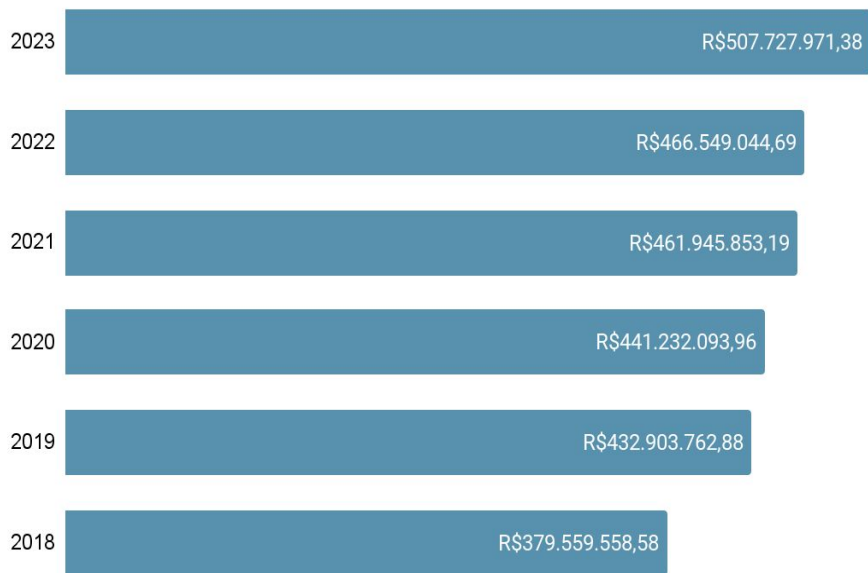 2023 R$507.727.971,38
2022 R$466.549.044,69
2021 R$461.945.853,19
2020 R$441.232.093,96
2019 R$432.903.762,88
2018 R$379.559.558,58